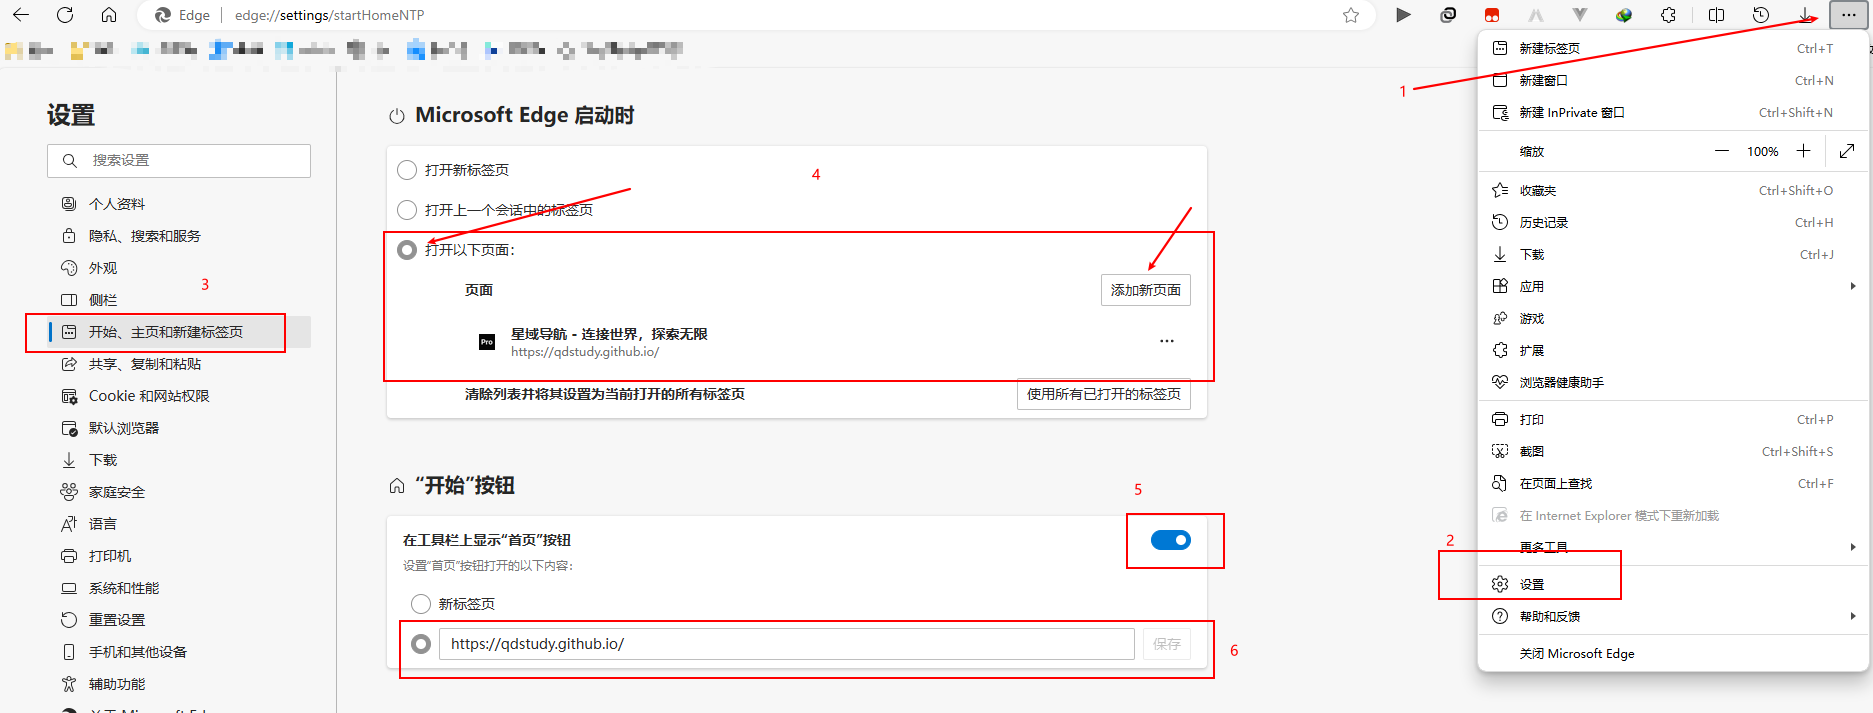 Edge
edge://settings/startHomeNTP
设置
搜索设置
个人资料
隐私、搜索和服务
外观
3
侧栏
开始、主页和新建标签页
共享、复制和粘贴
Cookie 和网站权限
默认浏览器
下载
家庭安全
语言
打印机
系统和性能
重置设置
手机和其他设备
辅助功能
Microsoft Edge 启动时
打开新标签页
4
打开上一个会话中的标签页
打开以下页面：
页面
添加新页面
Pro
星域导航 - 连接世界，探索无限
https://qdstudy.github.io/
清除列表并将其设置为当前打开的所有标签页
使用所有已打开的标签页
“开始”按钮
5
在工具栏上显示“首页”按钮
设置“首页”按钮打开的以下内容：
新标签页
https://qdstudy.github.io/
保存
6
1
新建标签页 Ctrl+T
新建窗口 Ctrl+N
新建 InPrivate 窗口 Ctrl+Shift+N
缩放 100%
收藏夹 Ctrl+Shift+O
历史记录 Ctrl+H
下载 Ctrl+J
应用
游戏
扩展
浏览器健康助手
打印 Ctrl+P
截图 Ctrl+Shift+S
在页面上查找 Ctrl+F
在 Internet Explorer 模式下重新加载
更多工具
2
设置
帮助和反馈
关闭 Microsoft Edge